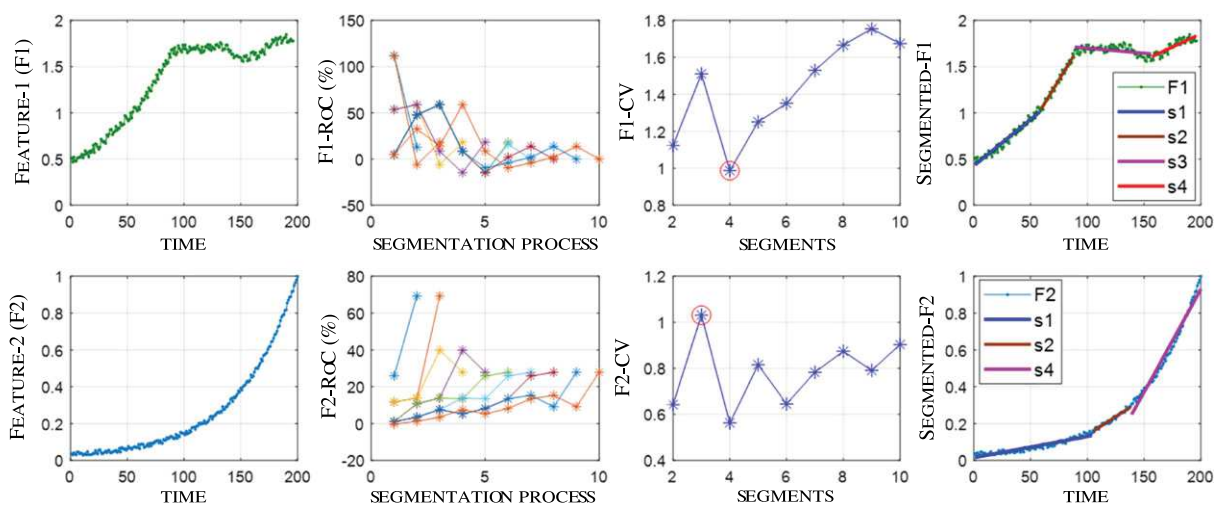 FEATURE-1 (F1)
2
1.5
1
0.5
0
0 50 100 150 200
TIME
F1-ROC (%)
150
100
50
0
-50
0 5 10
SEGMENTATION PROCESS
F1-CV
1.8
1.6
1.4
1.2
1
0.8
2 4 6 8 10
SEGMENTS
SEGMENTED-F1
2
1.5
1
0.5
0
0 50 100 150 200
TIME
F1
s1
s2
s3
s4
FEATURE-2 (F2)
1
0.8
0.6
0.4
0.2
0
0 50 100 150 200
TIME
F2-ROC (%)
80
60
40
20
0
-20
0 5 10
SEGMENTATION PROCESS
F2-CV
1.2
1
0.8
0.6
0.4
2 4 6 8 10
SEGMENTS
SEGMENTED-F2
1
0.8
0.6
0.4
0.2
0
0 50 100 150 200
TIME
F2
s1
s2
s4